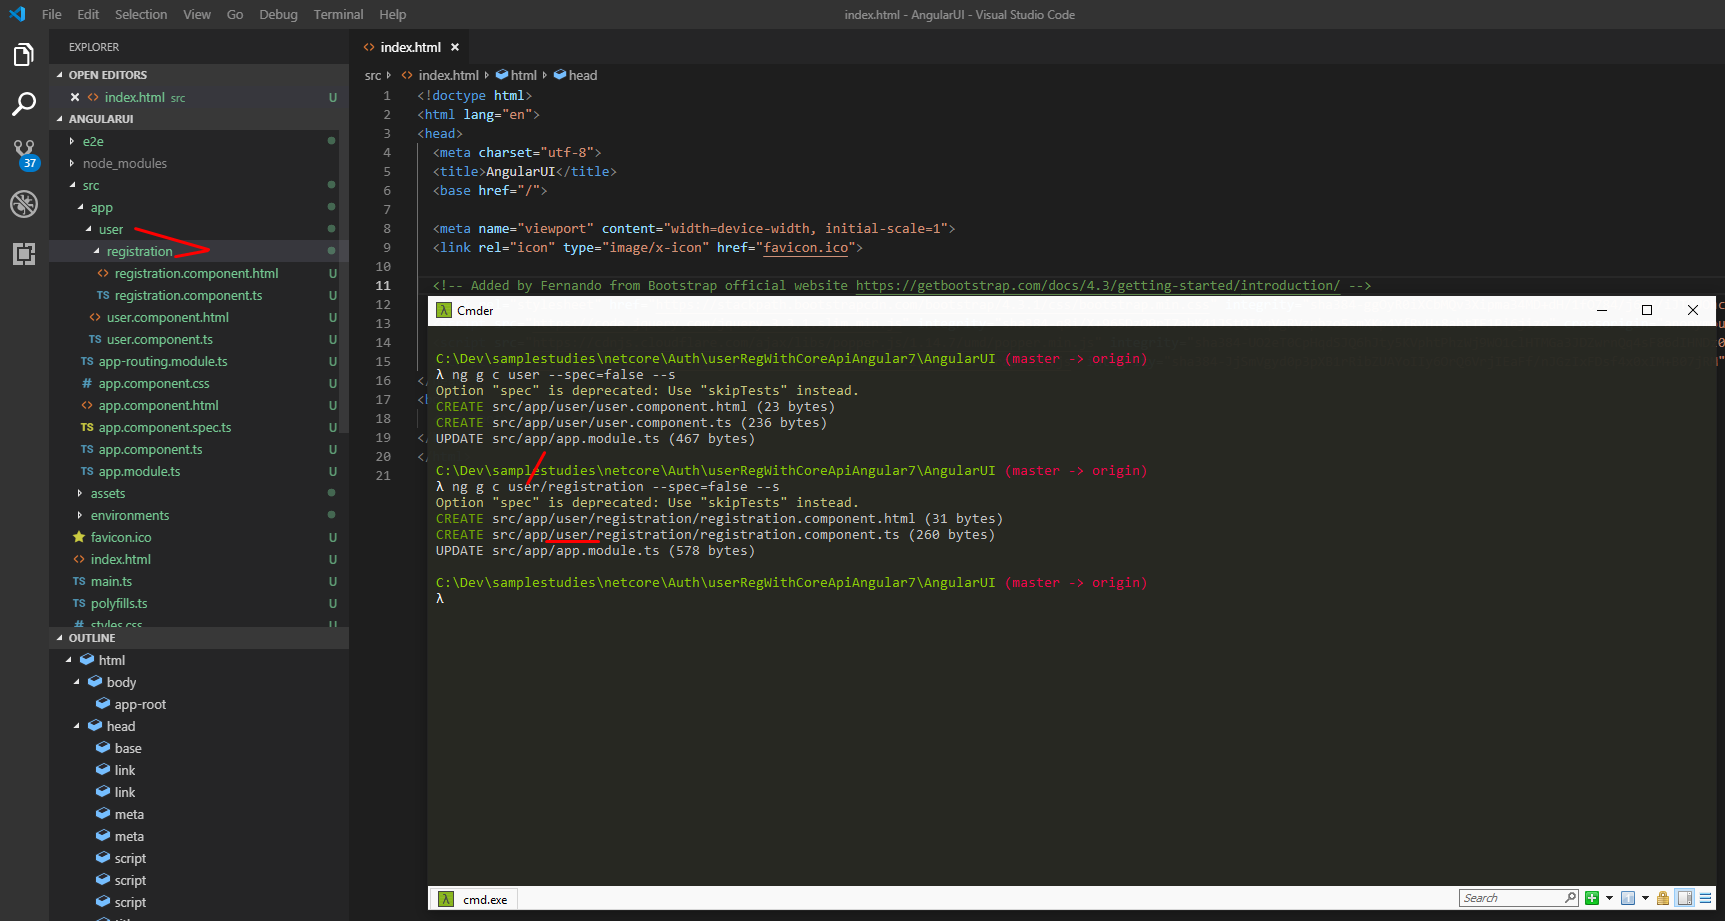 File Edit Selection View Go Debug Terminal Help
index.html - AngularUI - Visual Studio Code
EXPLORER
OPEN EDITORS
index.html src U
ANGULARUI
e2e
node_modules
src
app
user
registration
registration.component.html U
registration.component.ts U
user.component.html U
user.component.ts U
app-routing.module.ts U
app.component.css U
app.component.html U
app.component.spec.ts U
app.component.ts U
app.module.ts U
assets
environments
favicon.ico U
index.html U
main.ts U
polyfills.ts U
styles.css U
37
OUTLINE
html
body
app-root
head
base
link
link
meta
meta
script
script
script
index.html
src index.html html head
1 <!doctype html>
2 <html lang="en">
3 <head>
4 <meta charset="utf-8">
5 <title>AngularUI</title>
6 <base href="/">
7
8 <meta name="viewport" content="width=device-width, initial-scale=1">
9 <link rel="icon" type="image/x-icon" href="favicon.ico">
10
11 <!-- Added by Fernando from Bootstrap official website https://getbootstrap.com/docs/4.3/getting-started/introduction/ -->
12
13
14
15
16 </
17 <
18
19 </
20 </
21
Cmder
C:\Dev\samplestudies\netcore\Auth\userRegWithCoreApiAngular7\AngularUI (master -> origin)
λ ng g c user --spec=false --s
Option "spec" is deprecated: Use "skipTests" instead.
CREATE src/app/user/user.component.html (23 bytes)
CREATE src/app/user/user.component.ts (236 bytes)
UPDATE src/app/app.module.ts (467 bytes)
C:\Dev\samplestudies\netcore\Auth\userRegWithCoreApiAngular7\AngularUI (master -> origin)
λ ng g c user/registration --spec=false --s
Option "spec" is deprecated: Use "skipTests" instead.
CREATE src/app/user/registration/registration.component.html (31 bytes)
CREATE src/app/user/registration/registration.component.ts (260 bytes)
UPDATE src/app/app.module.ts (578 bytes)
C:\Dev\samplestudies\netcore\Auth\userRegWithCoreApiAngular7\AngularUI (master -> origin)
λ
cmd.exe
Search